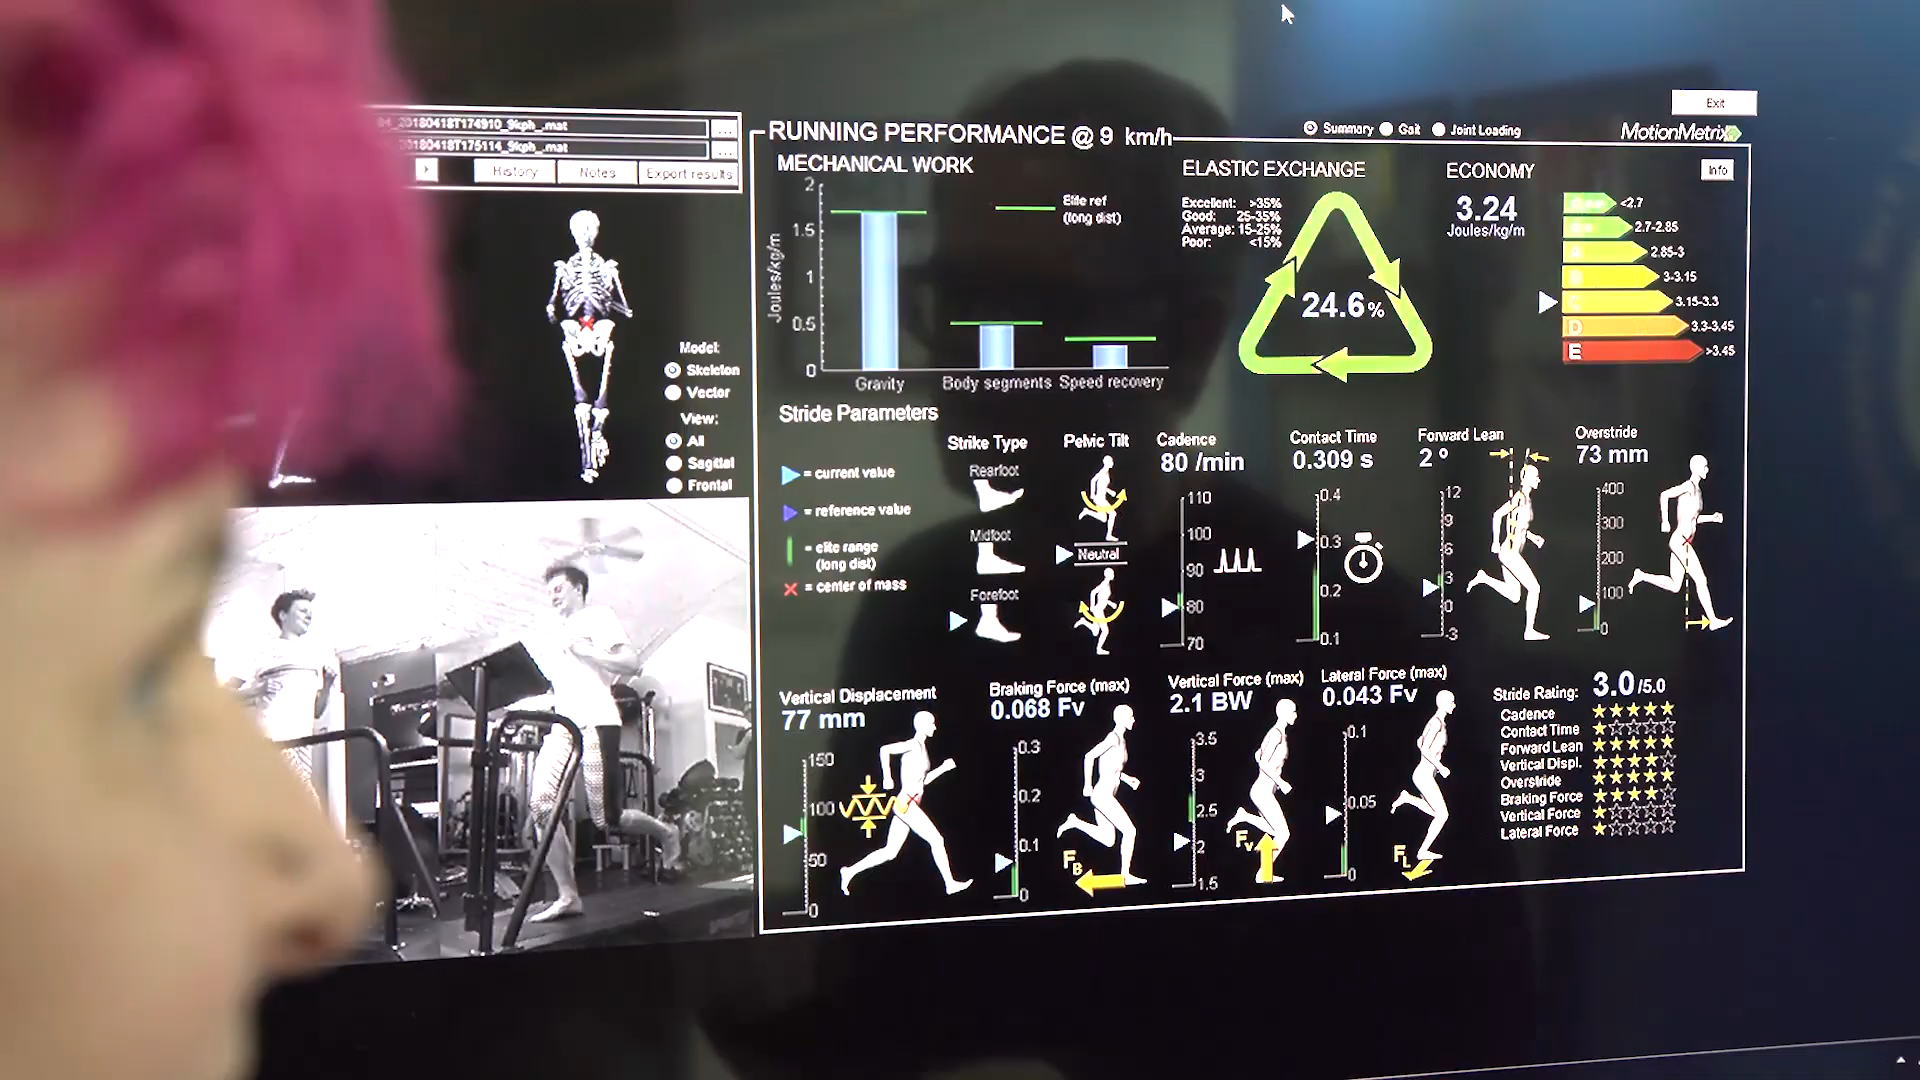 20180418T174910_9kph_.mat
...
20180418T175114_9kph_.mat
...
History
Notes
Export results
Model:
Skeleton
Vector
View:
All
Sagittal
Frontal
Exit
RUNNING PERFORMANCE @ 9 km/h
Summary
Gait
Joint Loading
MotionMetrix
MECHANICAL WORK
2
1.5
1
0.5
0
Joules/kg/m
Elite ref
(long dist)
Gravity
Body segments
Speed recovery
ELASTIC EXCHANGE
Excellent: >35%
Good: 25-35%
Average: 15-25%
Poor: <15%
24.6%
ECONOMY
3.24
Joules/kg/m
Info
<2.7
2.7-2.85
2.85-3
3-3.15
C 3.15-3.3
D 3.3-3.45
E >3.45
Stride Parameters
= current value
= reference value
= elite range
(long dist)
= center of mass
Strike Type
Rearfoot
Midfoot
Forefoot
Pelvic Tilt
Neutral
Cadence
80 /min
110
100
90
80
70
Contact Time
0.309 s
0.4
0.3
0.2
0.1
Forward Lean
2 º
12
9
6
3
0
-3
Overstride
73 mm
400
300
200
100
0
Vertical Displacement
77 mm
150
100
50
0
Braking Force (max)
0.068 Fv
0.3
0.2
0.1
0
FB
Vertical Force (max)
2.1 BW
3.5
3
2.5
2
1.5
Fv
Lateral Force (max)
0.043 Fv
0.1
0.05
0
FL
Stride Rating: 3.0 /5.0
Cadence
Contact Time
Forward Lean
Vertical Displ.
Overstride
Braking Force
Vertical Force
Lateral Force